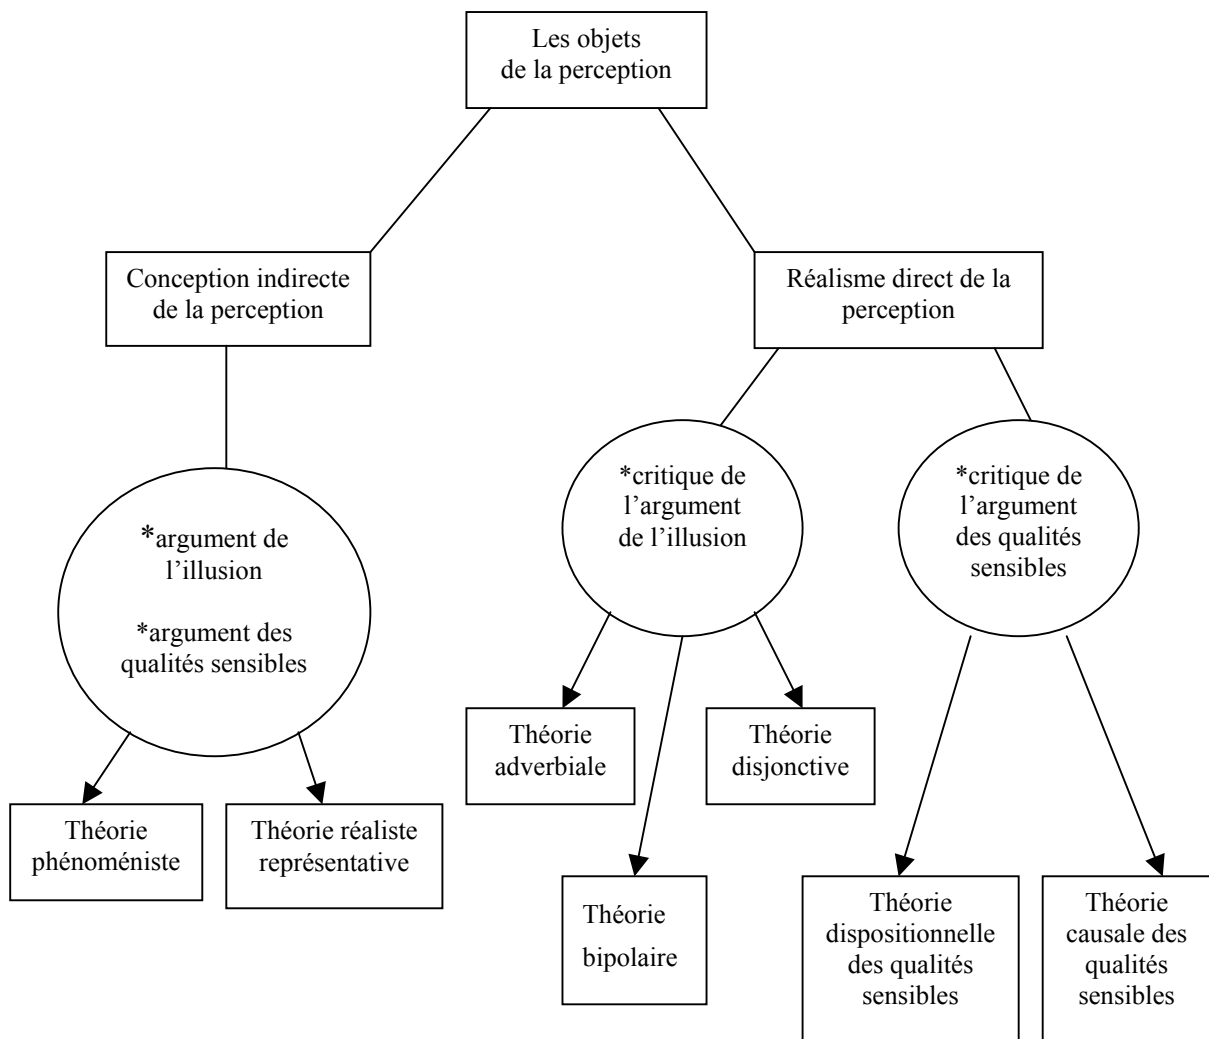 Les objets
de la perception
Conception indirecte
de la perception
Réalisme direct de la
perception
*argument de
l’illusion
*argument des
qualités sensibles
*critique de
l’argument
de l’illusion
*critique de
l’argument
des qualités
sensibles
Théorie
phénoméniste
Théorie réaliste
représentative
Théorie
adverbiale
Théorie
bipolaire
Théorie
disjonctive
Théorie
dispositionnelle
des qualités
sensibles
Théorie
causale des
qualités
sensibles